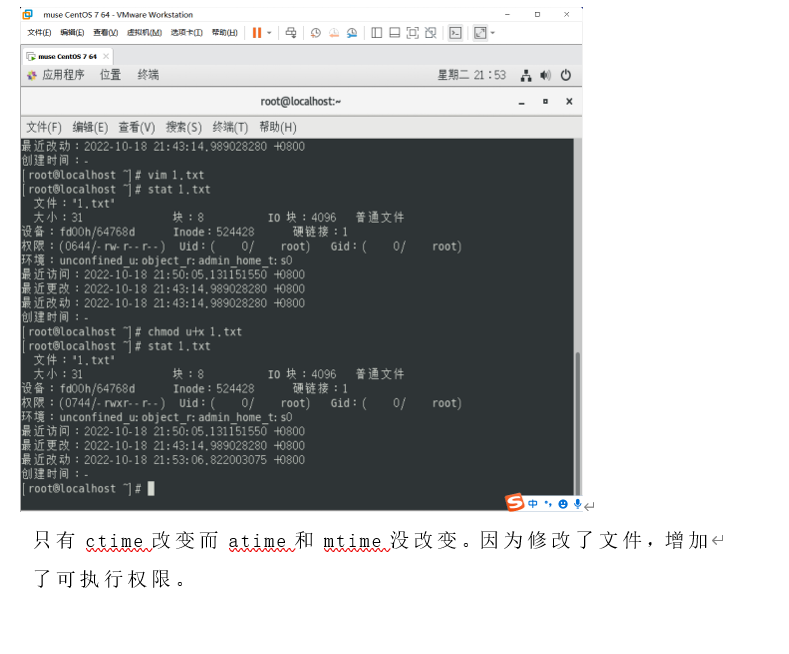 muse CentOS 7 64 - VMware Workstation
文件(F) 编辑(E) 查看(V) 虚拟机(M) 选项卡(T) 帮助(H)
muse CentOS 7 64
应用程序 位置 终端 星期二 21：53
root@localhost:~
文件(F) 编辑(E) 查看(V) 搜索(S) 终端(T) 帮助(H)
最近改动：2022-10-18 21:43:14.989028280 +0800
创建时间：-
[root@localhost ~]# vim 1.txt
[root@localhost ~]# stat 1.txt
文件："1.txt"
大小：31 块：8 IO 块：4096 普通文件
设备：fd00h/64768d Inode：524428 硬链接：1
权限：(0644/-rw-r--r--) Uid：( 0/ root) Gid：( 0/ root)
环境：unconfined_u:object_r:admin_home_t:s0
最近访问：2022-10-18 21:50:05.131151550 +0800
最近更改：2022-10-18 21:43:14.989028280 +0800
最近改动：2022-10-18 21:43:14.989028280 +0800
创建时间：-
[root@localhost ~]# chmod u+x 1.txt
[root@localhost ~]# stat 1.txt
文件："1.txt"
大小：31 块：8 IO 块：4096 普通文件
设备：fd00h/64768d Inode：524428 硬链接：1
权限：(0744/-rwxr--r--) Uid：( 0/ root) Gid：( 0/ root)
环境：unconfined_u:object_r:admin_home_t:s0
最近访问：2022-10-18 21:50:05.131151550 +0800
最近更改：2022-10-18 21:43:14.989028280 +0800
最近改动：2022-10-18 21:53:06.822003075 +0800
创建时间：-
[root@localhost ~]#
中
只有 ctime 改变而 atime 和 mtime 没改变。因为修改了文件，增加
了可执行权限。